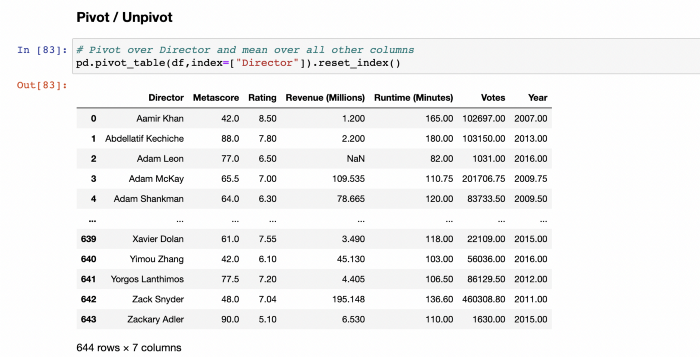 Pivot / Unpivot
In [83]: # Pivot over Director and mean over all other columns
pd.pivot_table(df,index=["Director"]).reset_index()
Out[83]:
Director Metascore Rating Revenue (Millions) Runtime (Minutes) Votes Year
0 Aamir Khan 42.0 8.50 1.200 165.00 102697.00 2007.00
1 Abdellatif Kechiche 88.0 7.80 2.200 180.00 103150.00 2013.00
2 Adam Leon 77.0 6.50 NaN 82.00 1031.00 2016.00
3 Adam McKay 65.5 7.00 109.535 110.75 201706.75 2009.75
4 Adam Shankman 64.0 6.30 78.665 120.00 83733.50 2009.50
... ... ... ... ... ... ... ...
639 Xavier Dolan 61.0 7.55 3.490 118.00 22109.00 2015.00
640 Yimou Zhang 42.0 6.10 45.130 103.00 56036.00 2016.00
641 Yorgos Lanthimos 77.5 7.20 4.405 106.50 86129.50 2012.00
642 Zack Snyder 48.0 7.04 195.148 136.60 460308.80 2011.00
643 Zackary Adler 90.0 5.10 6.530 110.00 1630.00 2015.00
644 rows × 7 columns